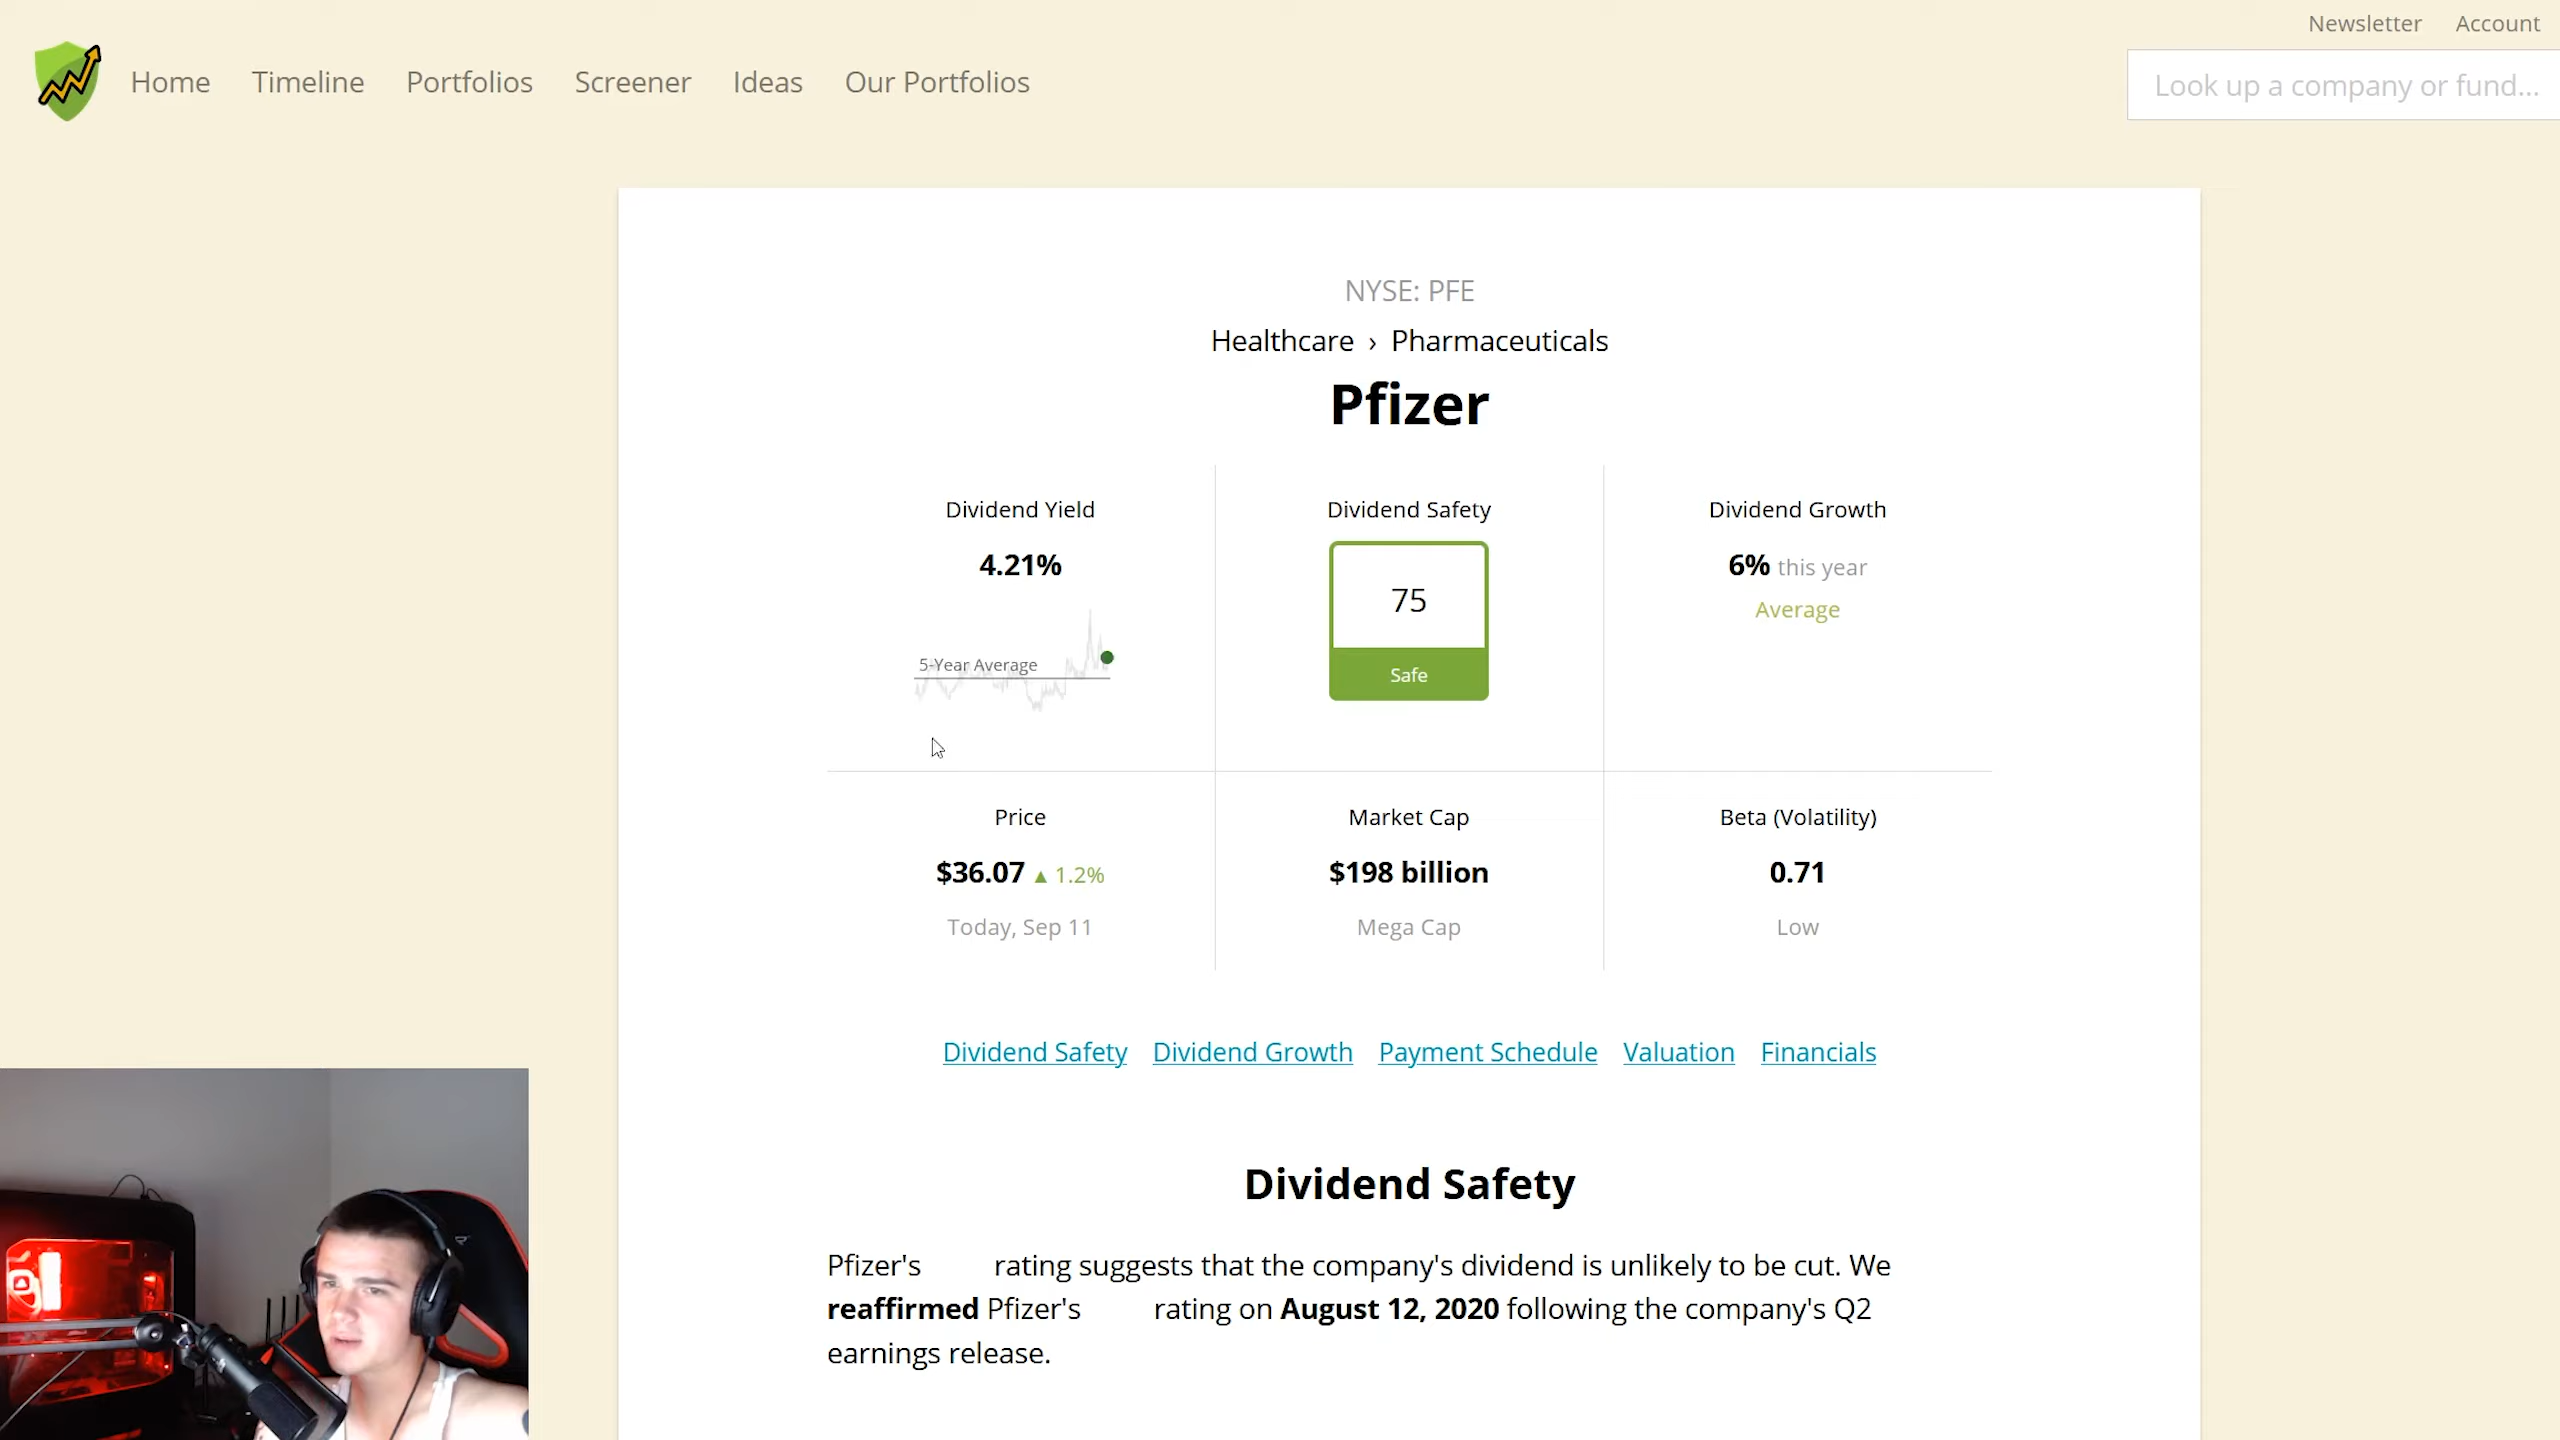 Newsletter Account
Home Timeline Portfolios Screener Ideas Our Portfolios
Look up a company or fund...
NYSE: PFE
Healthcare › Pharmaceuticals
Pfizer
Dividend Yield
4.21%
5-Year Average
Dividend Safety
75
Safe
Dividend Growth
6% this year
Average
Price
$36.07 ▲ 1.2%
Today, Sep 11
Market Cap
$198 billion
Mega Cap
Beta (Volatility)
0.71
Low
Dividend Safety Dividend Growth Payment Schedule Valuation Financials
Dividend Safety
Pfizer's rating suggests that the company's dividend is unlikely to be cut. We
reaffirmed Pfizer's rating on August 12, 2020 following the company's Q2
earnings release.